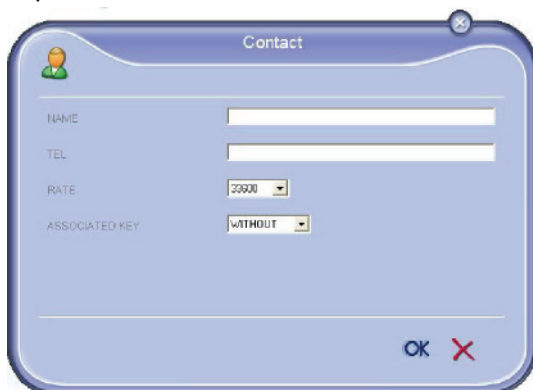 Contact
NAME
TEL
RATE
33600
ASSOCIATED KEY
WITHOUT
OK